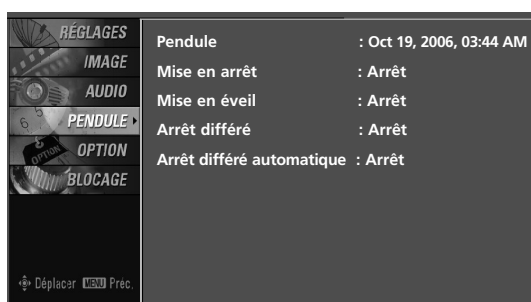 RÉGLAGES
IMAGE
AUDIO
PENDULE
OPTION
BLOCAGE
Déplacer MENU Préc.
Pendule : Oct 19, 2006, 03:44 AM
Mise en arrêt : Arrêt
Mise en éveil : Arrêt
Arrêt différé : Arrêt
Arrêt différé automatique : Arrêt